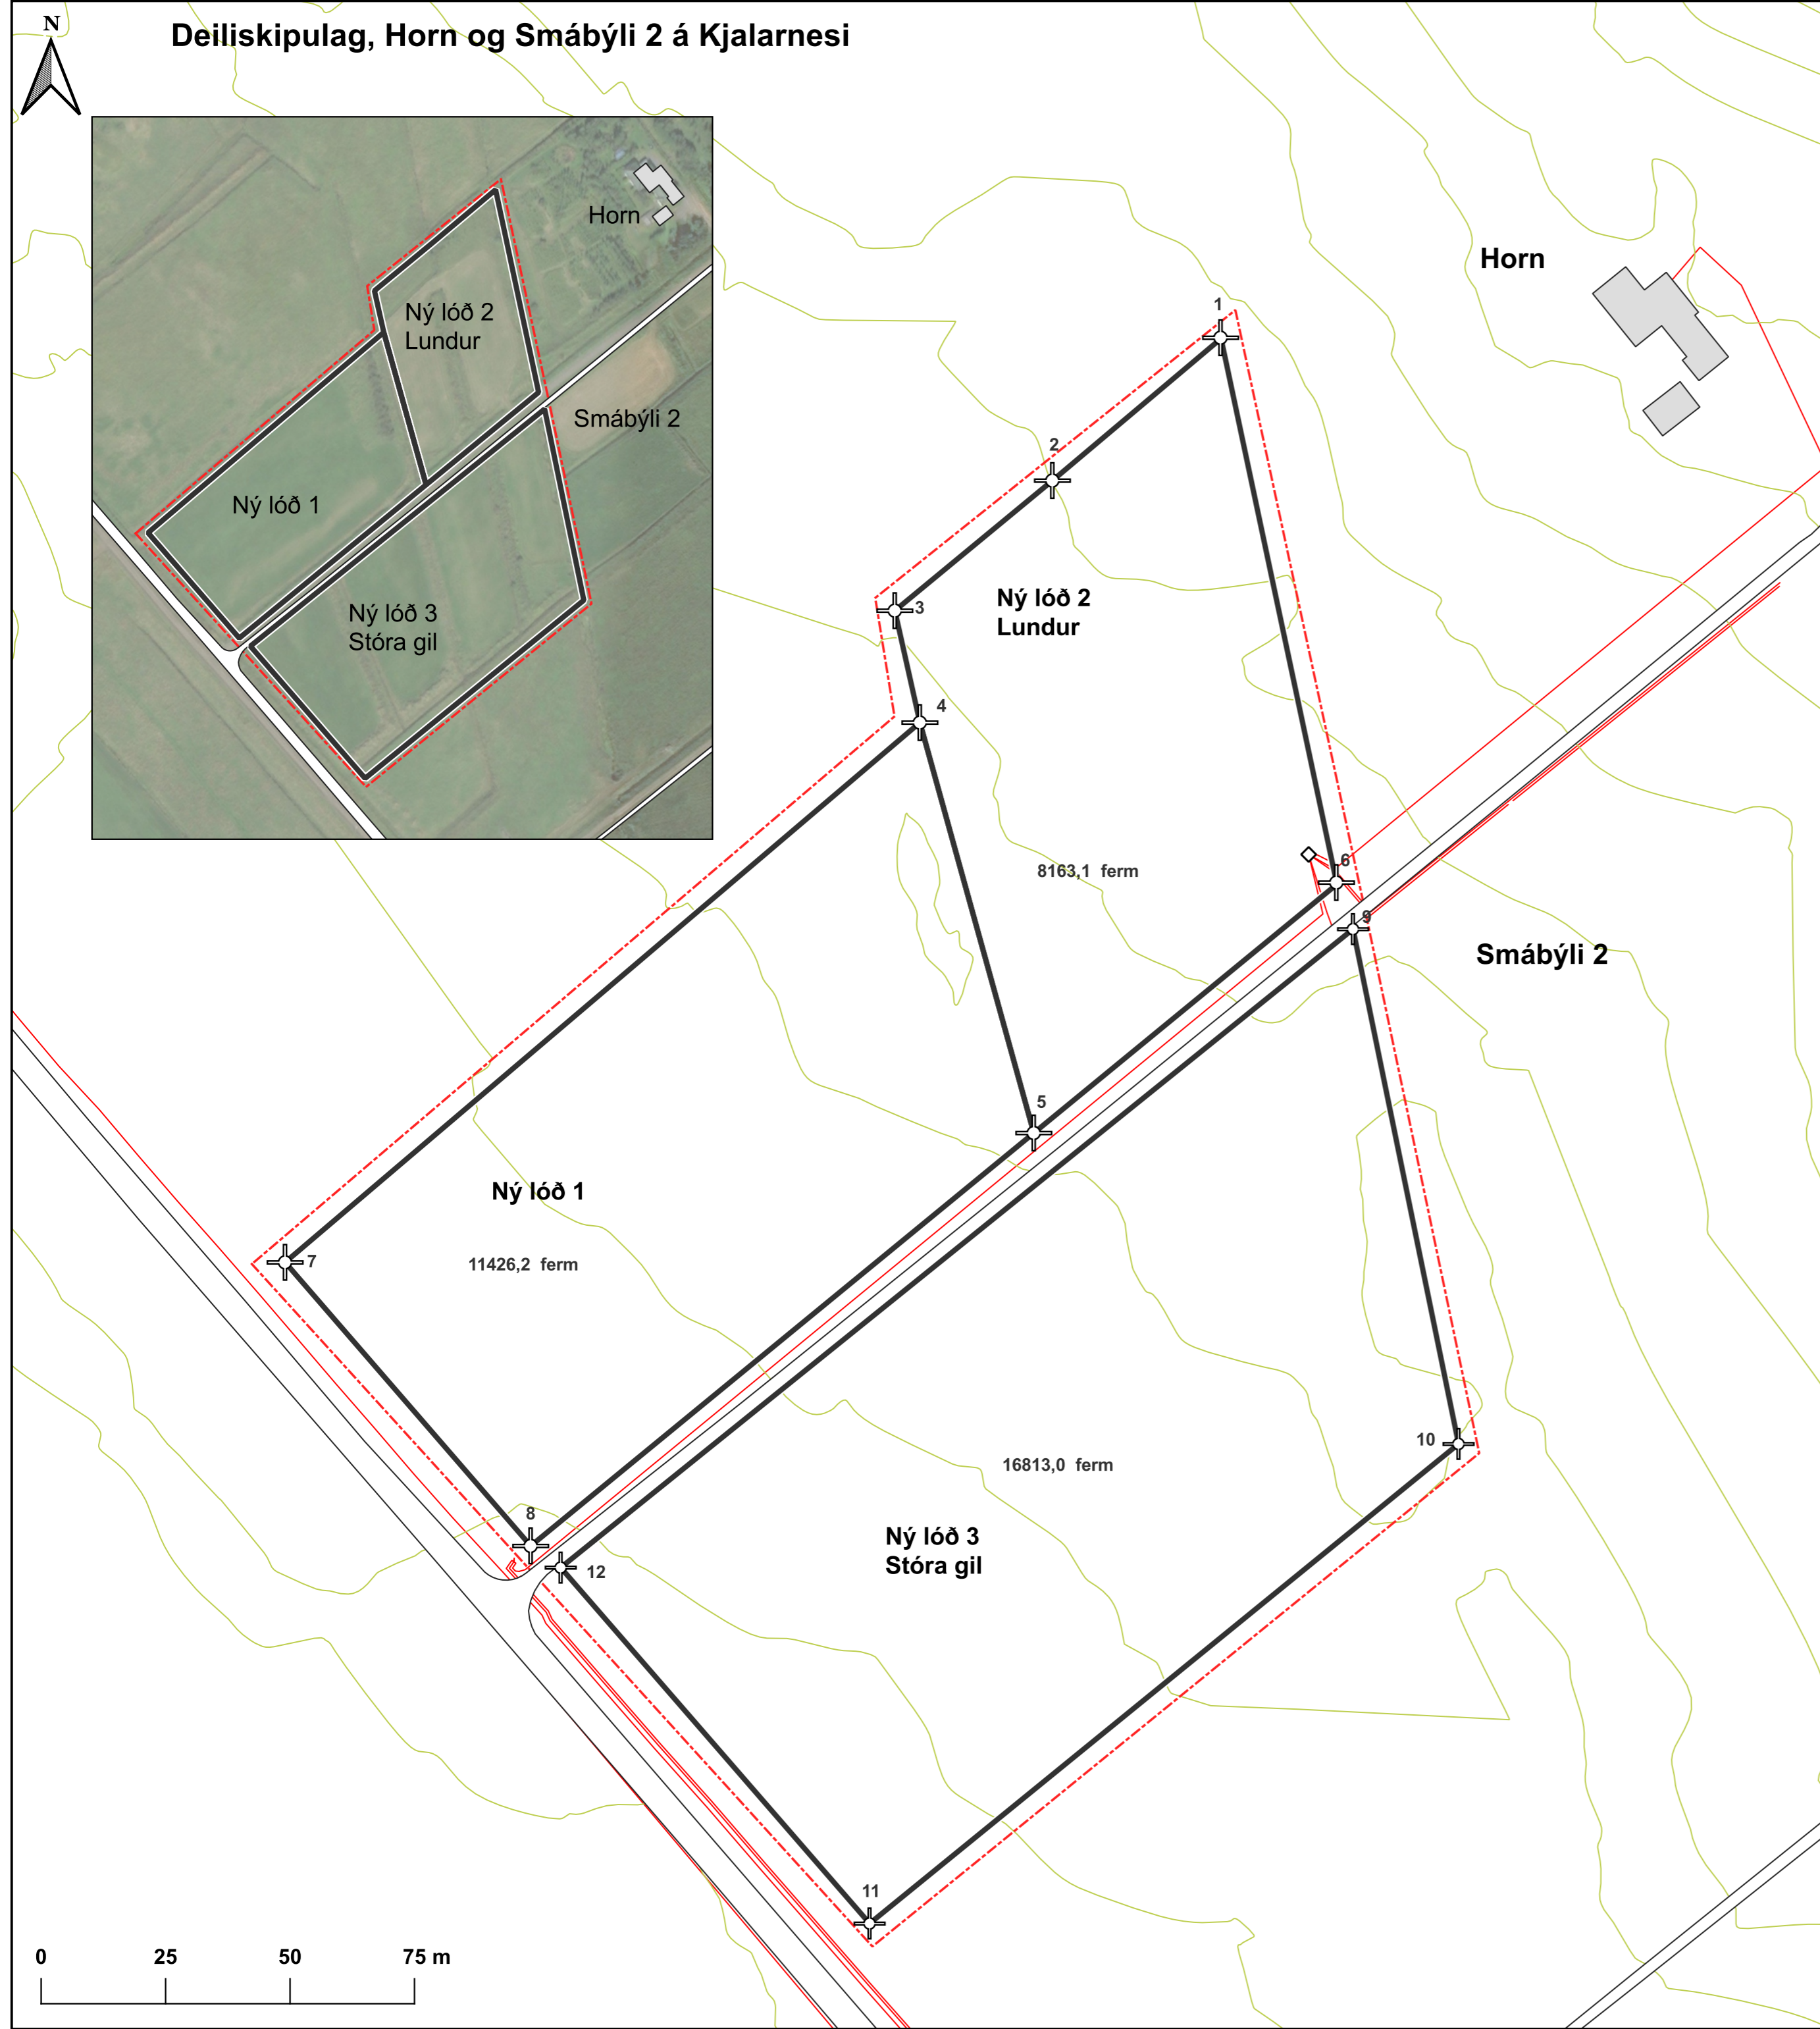 N
Deiliskipulag, Horn og Smábýli 2 á Kjalarnesi
Horn
Ný lóð 2
Lundur
Smábýli 2
Ný lóð 1
Ný lóð 3
Stóra gil
Horn
1
2
3
Ný lóð 2
Lundur
4
6
8163,1 ferm
9
Smábýli 2
5
Ný lóð 1
7
11426,2 ferm
10
16813,0 ferm
8
Ný lóð 3
Stóra gil
12
11
0 25 50 75 m